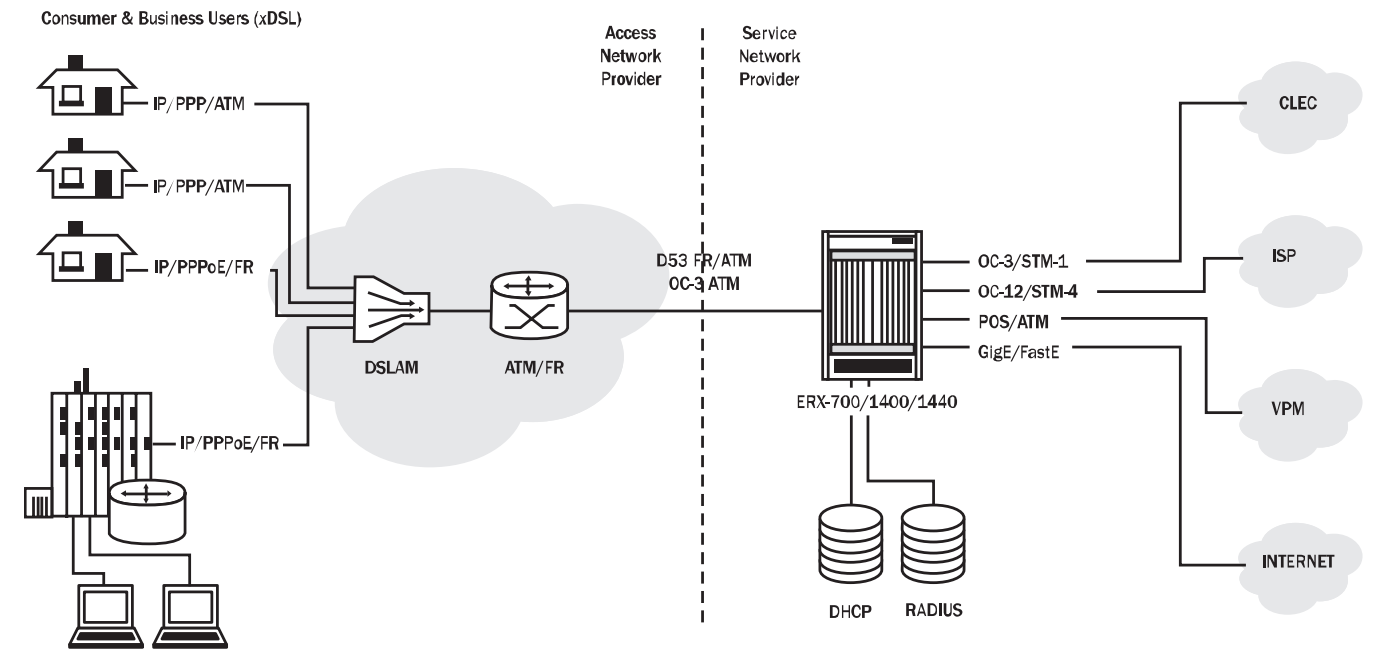 Consumer & Business Users (xDSL)
Access
Network
Provider
Service
Network
Provider
IP/PPP/ATM
IP/PPP/ATM
IP/PPPoE/FR
IP/PPPoE/FR
DSLAM
ATM/FR
D53 FR/ATM
OC-3 ATM
ERX-700/1400/1440
OC-3/STM-1
OC-12/STM-4
POS/ATM
GigE/FastE
DHCP
RADIUS
CLEC
ISP
VPM
INTERNET